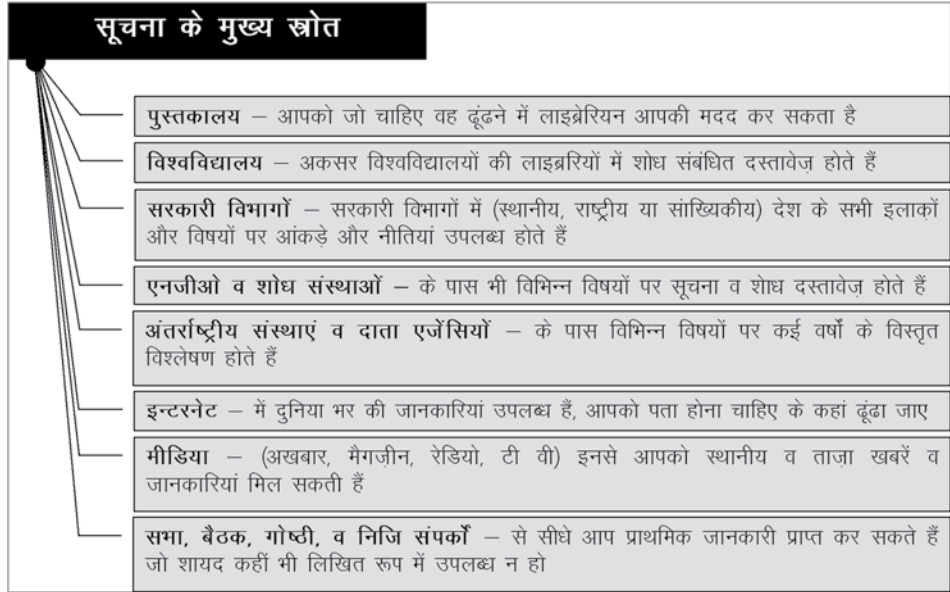 सूचना के मुख्य स्रोत
पुस्तकालय – आपको जो चाहिए वह ढूंढने में लाइब्रेरियन आपकी मदद कर सकता है
विश्वविद्यालय – अकसर विश्वविद्यालयों की लाइब्ररियों में शोध संबंधित दस्तावेज़ होते हैं
सरकारी विभागों – सरकारी विभागों में (स्थानीय, राष्ट्रीय या सांख्यिकीय) देश के सभी इलाक़ों
और विषयों पर आंकड़े और नीतियां उपलब्ध होते हैं
एनजीओ व शोध संस्थाओं – के पास भी विभिन्न विषयों पर सूचना व शोध दस्तावेज़ होते हैं
अंतर्राष्ट्रीय संस्थाएं व दाता एजेंसियों – के पास विभिन्न विषयों पर कई वर्षों के विस्तृत
विश्लेषण होते हैं
इन्टरनेट – में दुनिया भर की जानकारियां उपलब्ध हैं, आपको पता होना चाहिए के कहां ढूंढा जाए
मीडिया – (अखबार, मैगज़ीन, रेडियो, टी वी) इनसे आपको स्थानीय व ताज़ा खबरें व
जानकारियां मिल सकती हैं
सभा, बैठक, गोष्ठी, व निजि संपर्कों – से सीधे आप प्राथमिक जानकारी प्राप्त कर सकते हैं
जो शायद कहीं भी लिखित रूप में उपलब्ध न हो